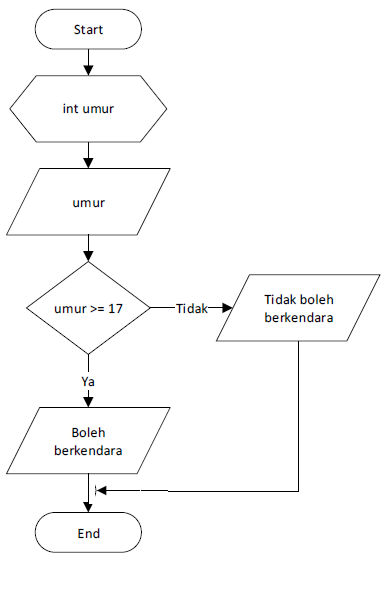 Start
int umur
umur
umur >= 17
Tidak
Tidak boleh
berkendara
Ya
Boleh
berkendara
End